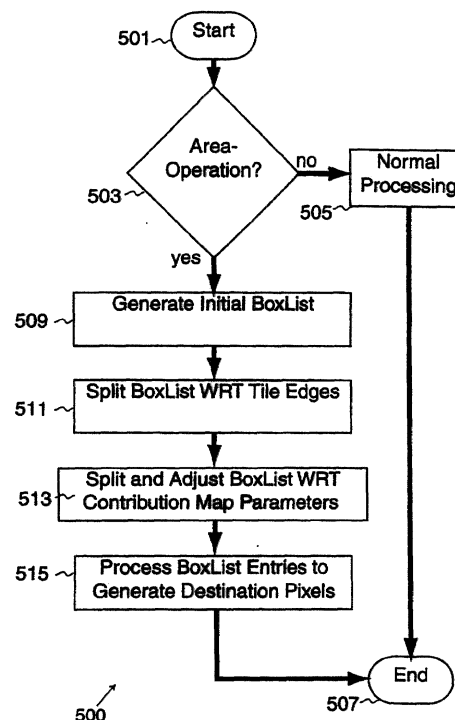 Start
501
Area-
Operation?
503
no
Normal
Processing
505
yes
Generate Initial BoxList
509
Split BoxList WRT Tile Edges
511
Split and Adjust BoxList WRT
Contribution Map Parameters
513
Process BoxList Entries to
Generate Destination Pixels
515
End
507
500